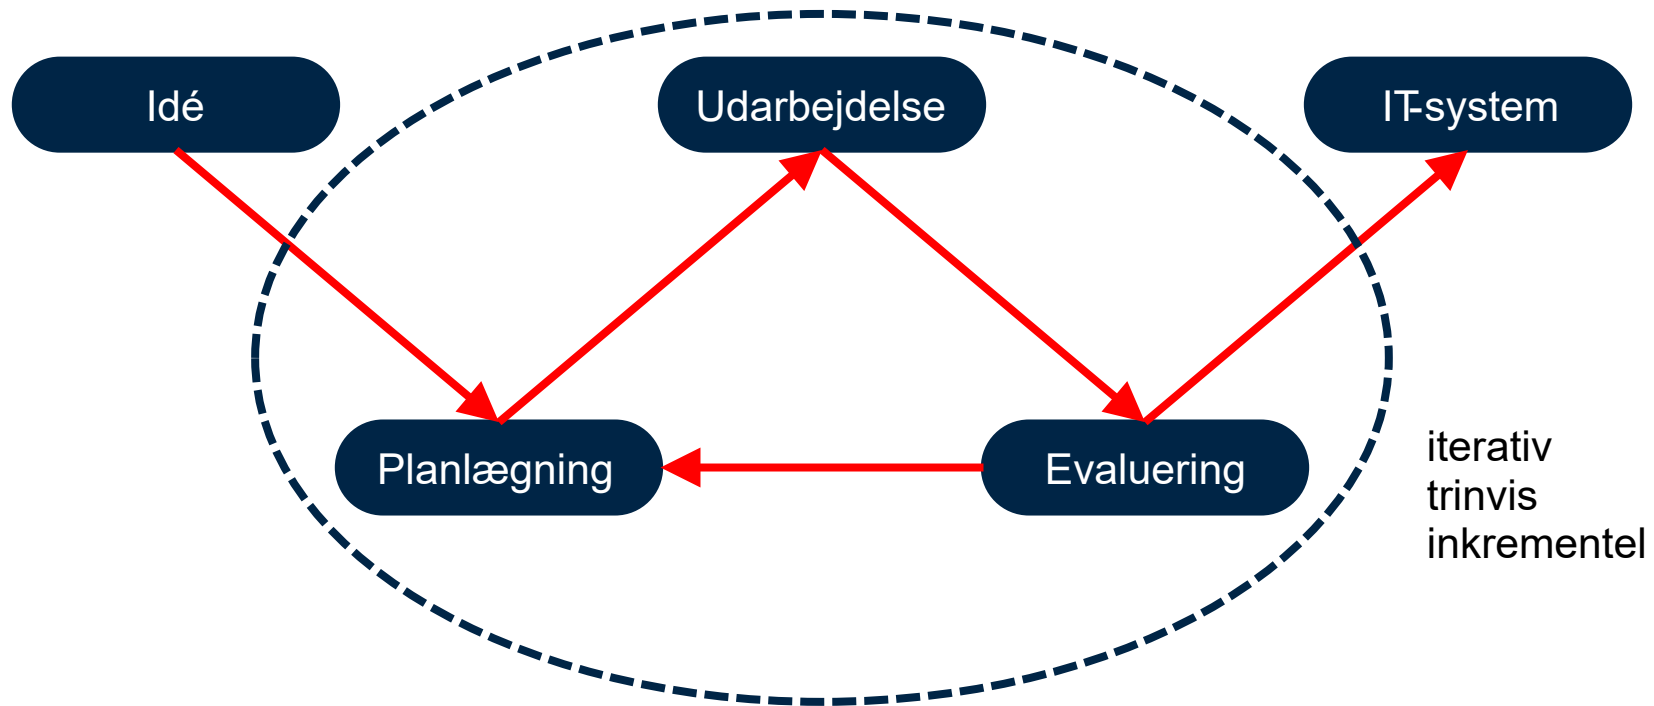 Idé
Udarbejdelse
IT-system
Planlægning
Evaluering
iterativ
trinvis
inkrementel